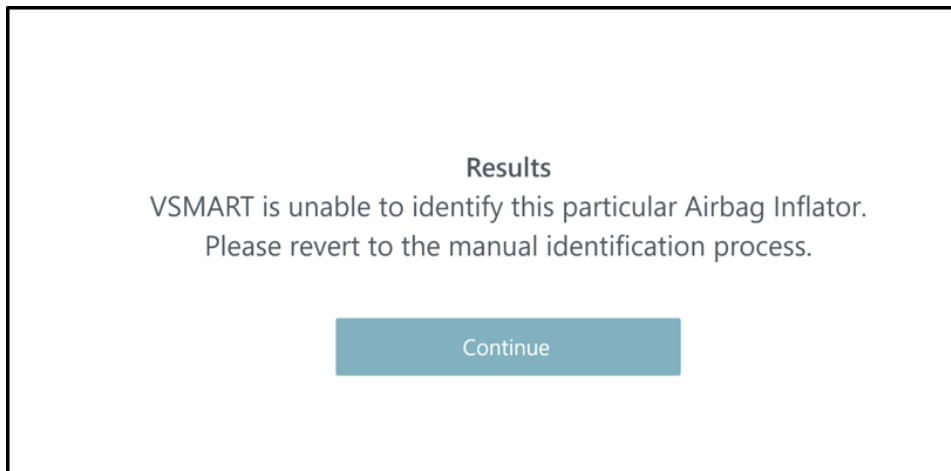 Results
VSMART is unable to identify this particular Airbag Inflator.
Please revert to the manual identification process.
Continue